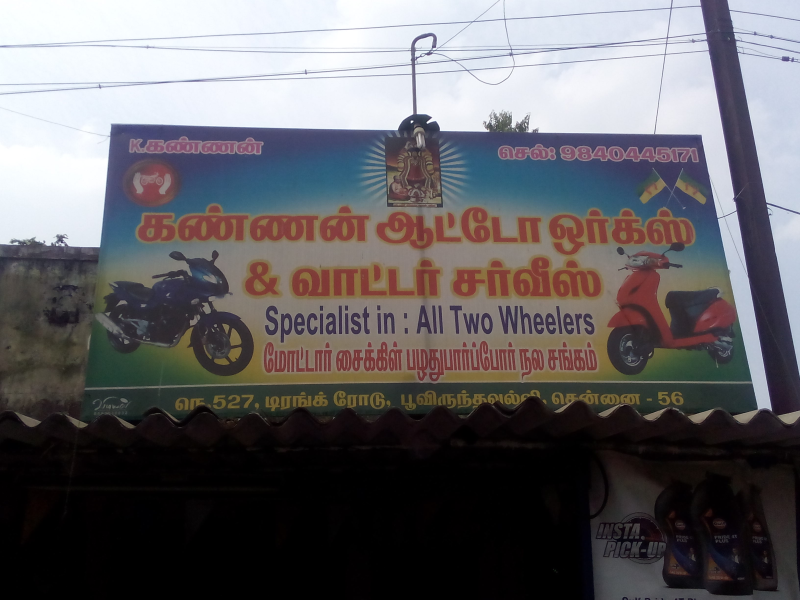 K.கண்ணன்
செல்: 9840445171
கண்ணன் ஆட்டோ ஒர்க்ஸ்
& வாட்டர் சர்வீஸ்
Specialist in : All Two Wheelers
மோட்டார் சைக்கிள் பழதுபார்ப்போர் நல சங்கம்
நெ.527, டிரங்க் ரோடு, பூவிருந்தவல்லி, சென்னை - 56
INSTA
PICK-UP